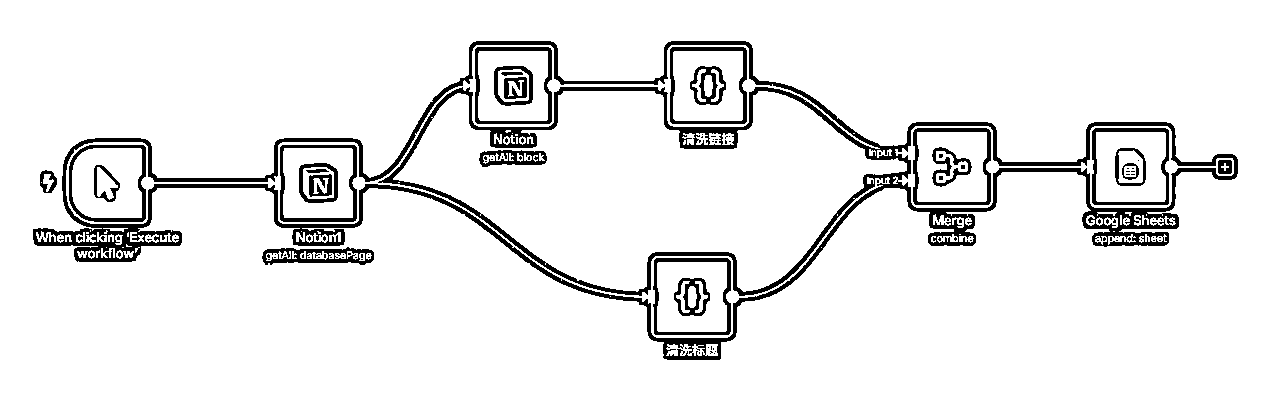 Notion
getAll: block
清洗链接
When clicking 'Execute
workflow'
Notion1
getAll: databasePage
Input 1
Input 2
Merge
combine
Google Sheets
append: sheet
清洗标题